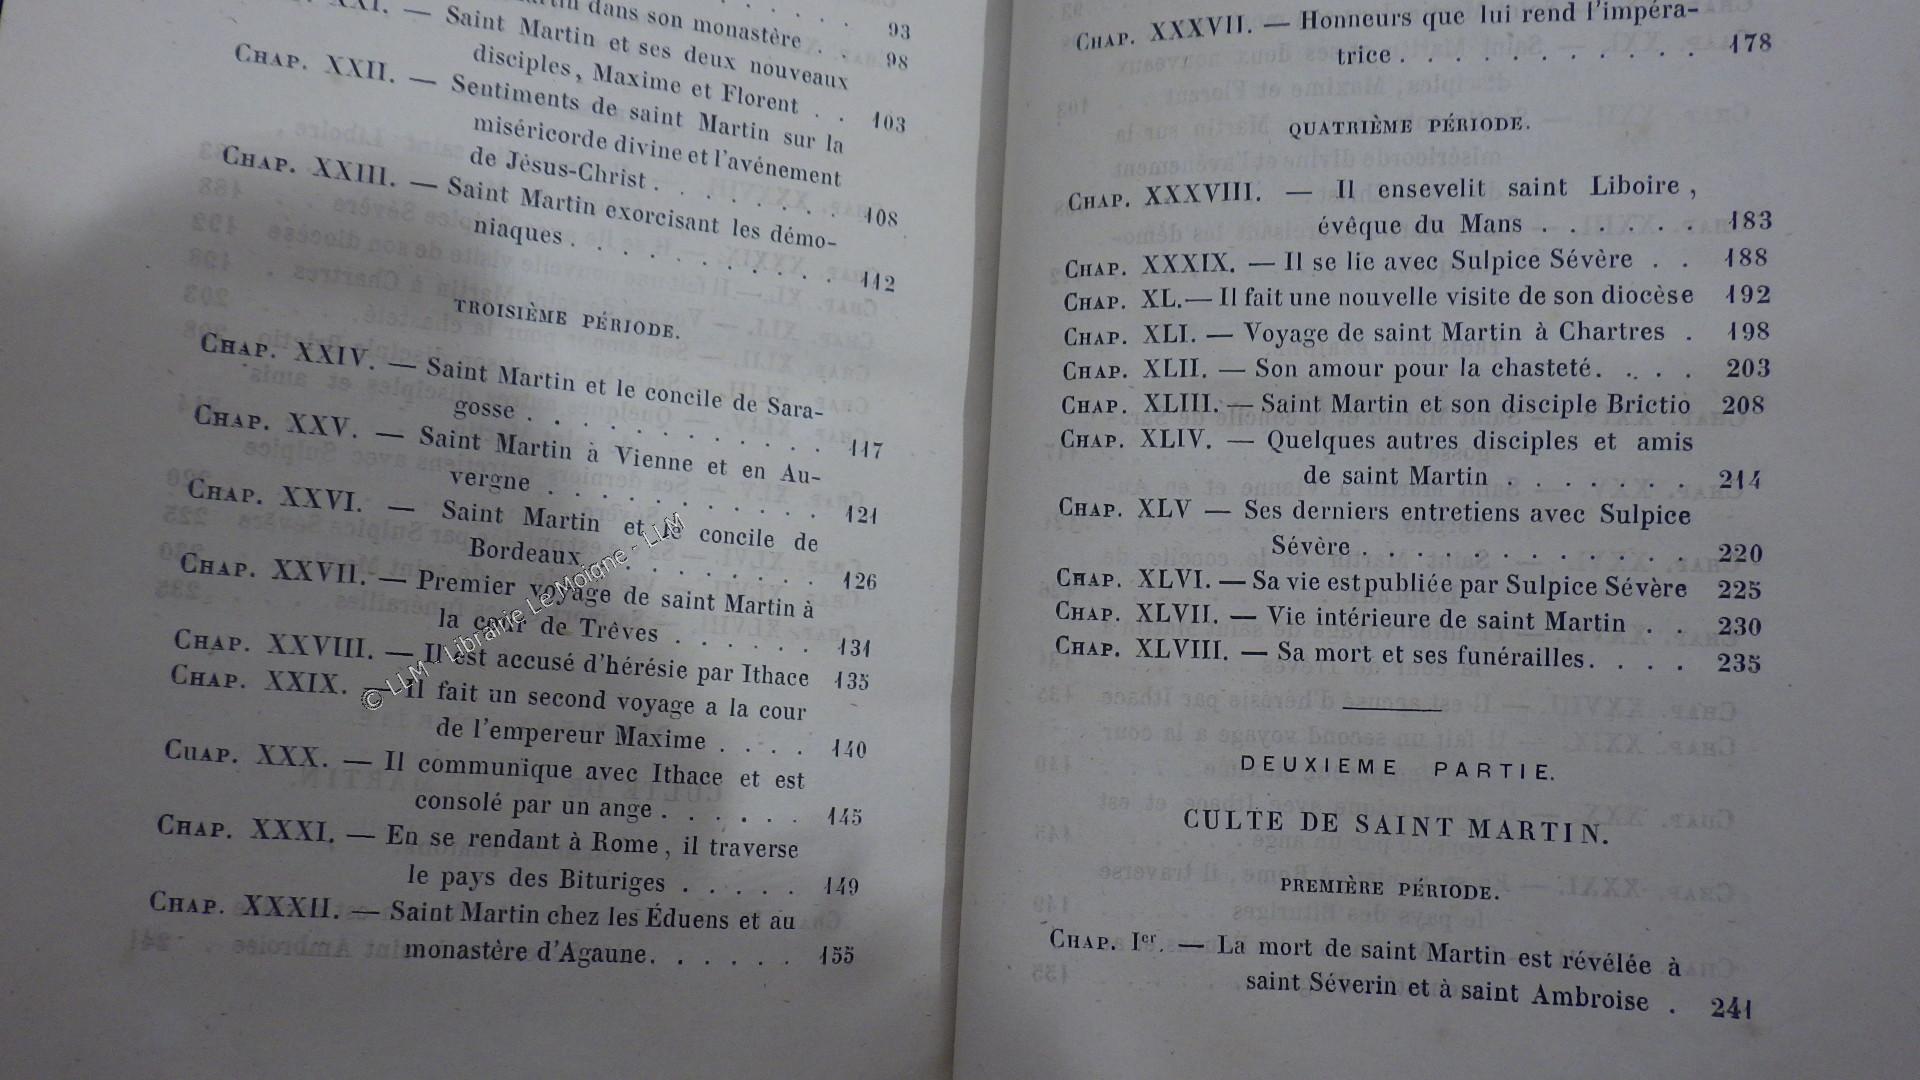 dans son monastère . . 93
XXI. — Saint Martin et ses deux nouveaux 98
disciples, Maxime et Florent . . 103
CHAP. XXII. — Sentiments de saint Martin sur la
miséricorde divine et l'avénement
de Jésus-Christ . . . . . . . 108
CHAP. XXIII. — Saint Martin exorcisant les démo-
niaques . . . . . . . . . . 112
TROISIÈME PÉRIODE.
CHAP. XXIV. — Saint Martin et le concile de Sara-
gosse . . . . . . . . . . . 117
CHAP. XXV. — Saint Martin à Vienne et en Au-
vergne . . . . . . . . . . . 121
CHAP. XXVI. — Saint Martin et le concile de
Bordeaux . . . . . . . . . 126
CHAP. XXVII. — Premier voyage de saint Martin à
la cour de Trêves . . . . . . 131
CHAP. XXVIII. — Il est accusé d'hérésie par Ithace 135
CHAP. XXIX. — Il fait un second voyage a la cour
de l'empereur Maxime . . . . 140
CUAP. XXX. — Il communique avec Ithace et est
consolé par un ange . . . . . . 145
CHAP. XXXI. — En se rendant à Rome, il traverse
le pays des Bituriges . . . . . 149
CHAP. XXXII. — Saint Martin chez les Éduens et au
monastère d'Agaune. . . . . . 155
© LLM - Librairie Le Moiane - LLM
CHAP. XXXVII. — Honneurs que lui rend l'impéra-
trice . . . . . . . . . . . 178
QUATRIÈME PÉRIODE.
CHAP. XXXVIII. — Il ensevelit saint Liboire ,
évêque du Mans . . . . . . 183
CHAP. XXXIX. — Il se lie avec Sulpice Sévère . . 188
CHAP. XL. — Il fait une nouvelle visite de son diocèse 192
CHAP. XLI. — Voyage de saint Martin à Chartres . 198
CHAP. XLII. — Son amour pour la chasteté. . . . 203
CHAP. XLIII. — Saint Martin et son disciple Brictio 208
CHAP. XLIV. — Quelques autres disciples et amis
de saint Martin . . . . . . . 214
CHAP. XLV — Ses derniers entretiens avec Sulpice
Sévère . . . . . . . . . . . . 220
CHAP. XLVI. — Sa vie est publiée par Sulpice Sévère 225
CHAP. XLVII. — Vie intérieure de saint Martin . . 230
CHAP. XLVIII. — Sa mort et ses funérailles. . . . 235
DEUXIEME PARTIE.
CULTE DE SAINT MARTIN.
PREMIÈRE PÉRIODE.
CHAP. Ier. — La mort de saint Martin est révélée à
saint Séverin et à saint Ambroise . 241